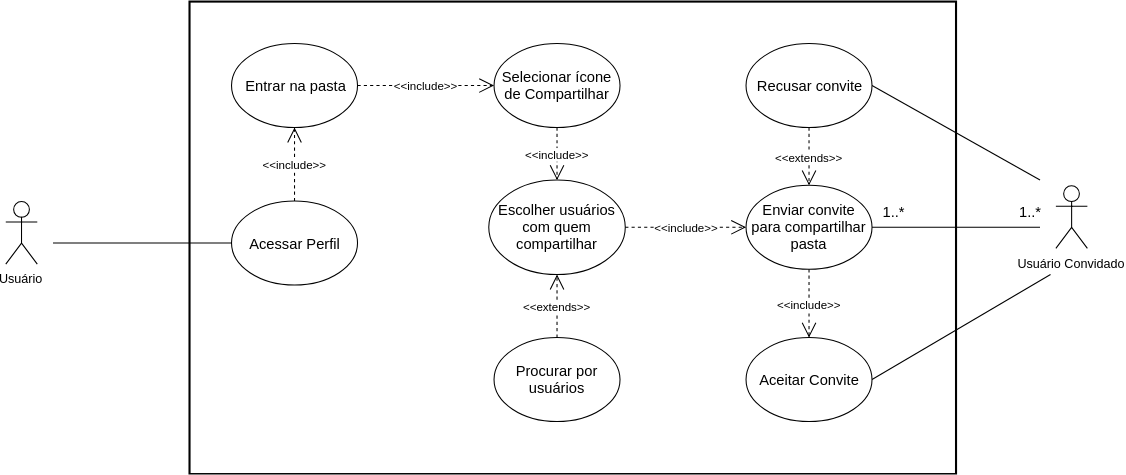 Entrar na pasta
<<include>>
Selecionar ícone
de Compartilhar
Recusar convite
<<include>>
<<include>>
<<extends>>
Acessar Perfil
Escolher usuários
com quem
compartilhar
<<include>>
Enviar convite
para compartilhar
pasta
1..*
1..*
Usuário
Usuário Convidado
<<extends>>
<<include>>
Procurar por
usuários
Aceitar Convite